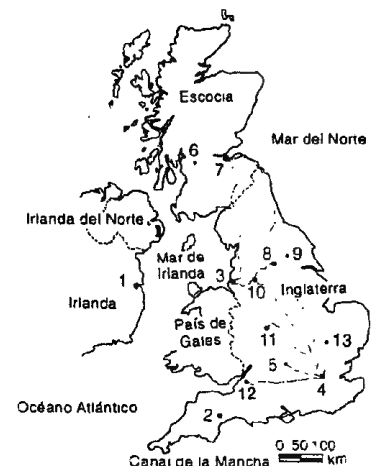 Escocia
Mar del Norte
6
7
Irlanda del Norte
Mar de
Irlanda
8
9
3
10
Inglaterra
1
Irlanda
País de
Gales
11
13
5
4
12
Océano Atlántico
2
0 50 100
km
Canal de la Mancha